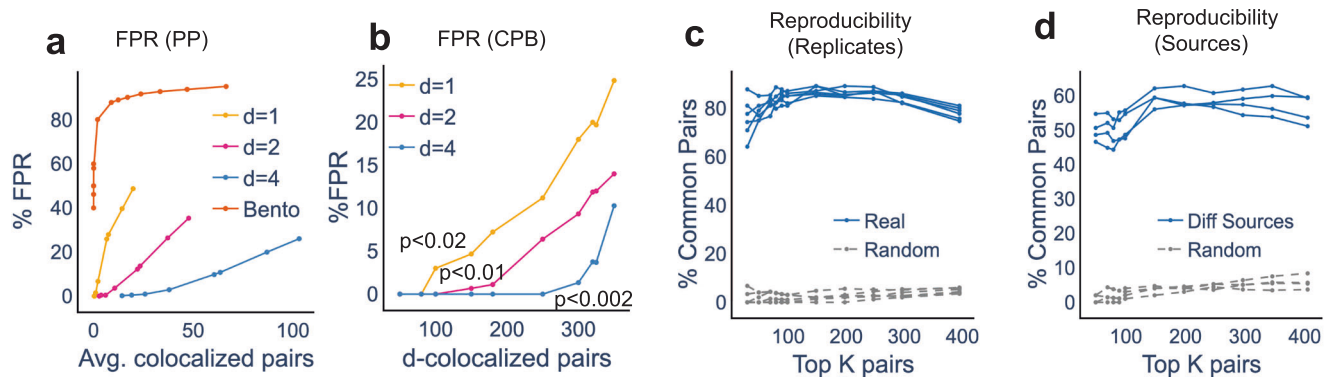 a
FPR (PP)
% FPR
80
60
40
20
0
d=1
d=2
d=4
Bento
0
50
100
Avg. colocalized pairs
b
FPR (CPB)
%FPR
25
20
15
10
5
0
d=1
d=2
d=4
p<0.02
p<0.01
p<0.002
100
200
300
d-colocalized pairs
c
Reproducibility
(Replicates)
% Common Pairs
80
60
40
20
0
Real
Random
100
200
300
400
Top K pairs
d
Reproducibility
(Sources)
% Common Pairs
60
50
40
30
20
10
0
Diff Sources
Random
100
200
300
400
Top K pairs